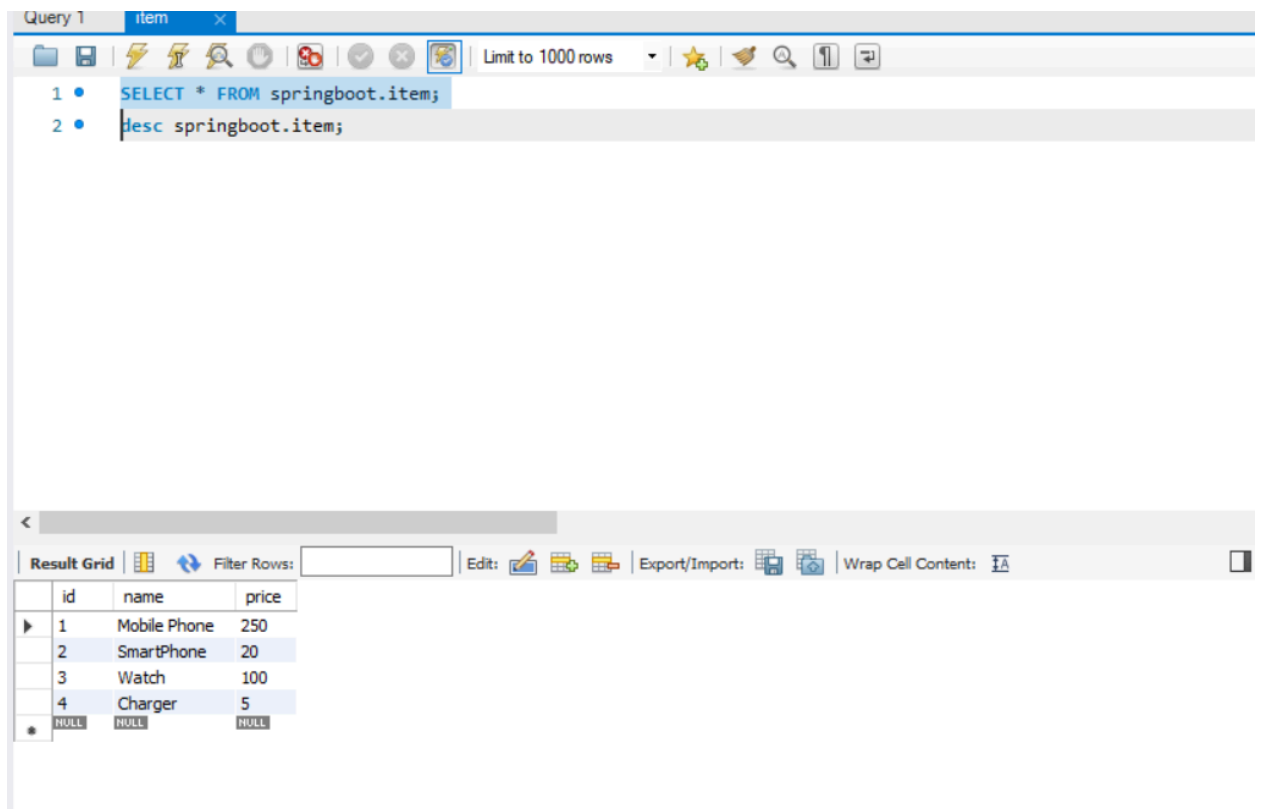 Query 1 item
Limit to 1000 rows
1 SELECT * FROM springboot.item;
2 desc springboot.item;
Result Grid Filter Rows: Edit: Export/Import: Wrap Cell Content: IA
id name price
1 Mobile Phone 250
2 SmartPhone 20
3 Watch 100
4 Charger 5
NULL NULL NULL